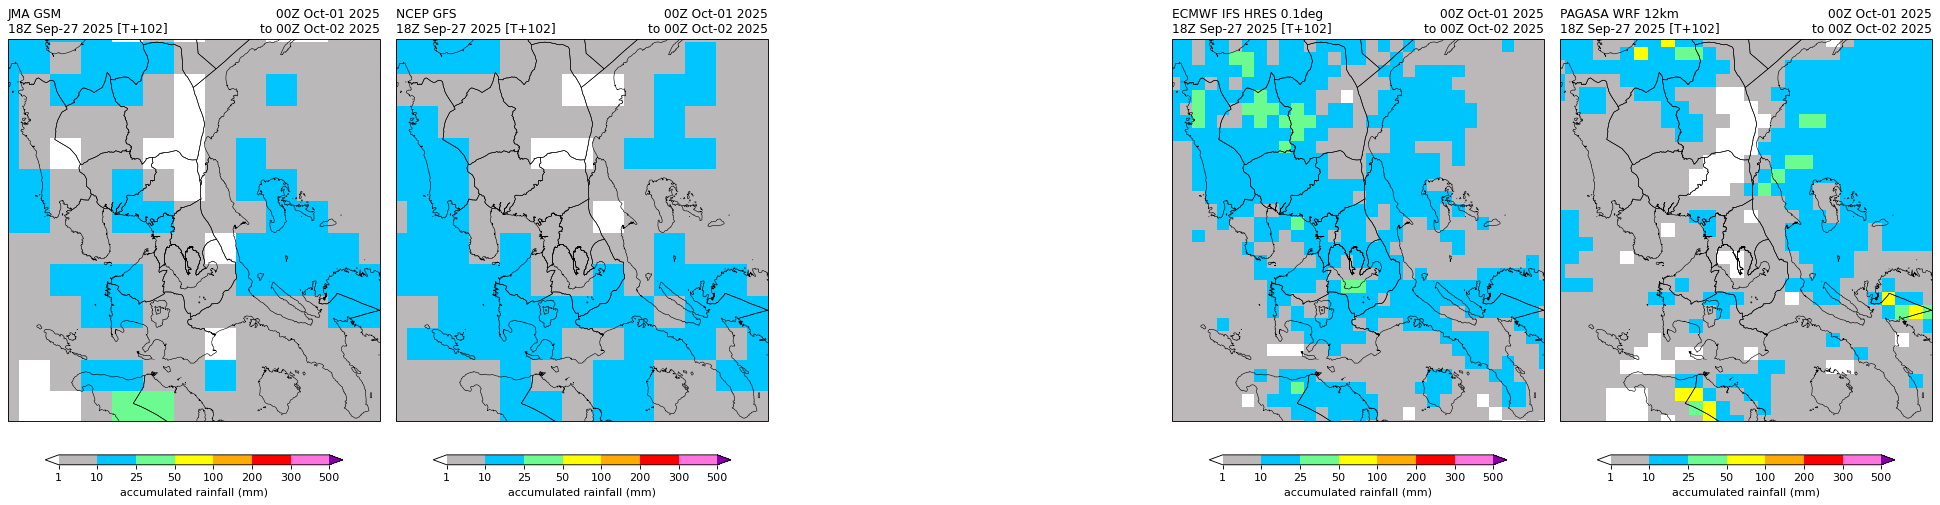 JMA GSM 00Z Oct-01 2025
18Z Sep-27 2025 [T+102] to 00Z Oct-02 2025
1 10 25 50 100 200 300 500
accumulated rainfall (mm)
NCEP GFS 00Z Oct-01 2025
18Z Sep-27 2025 [T+102] to 00Z Oct-02 2025
1 10 25 50 100 200 300 500
accumulated rainfall (mm)
ECMWF IFS HRES 0.1deg 00Z Oct-01 2025
18Z Sep-27 2025 [T+102] to 00Z Oct-02 2025
1 10 25 50 100 200 300 500
accumulated rainfall (mm)
PAGASA WRF 12km 00Z Oct-01 2025
18Z Sep-27 2025 [T+102] to 00Z Oct-02 2025
1 10 25 50 100 200 300 500
accumulated rainfall (mm)